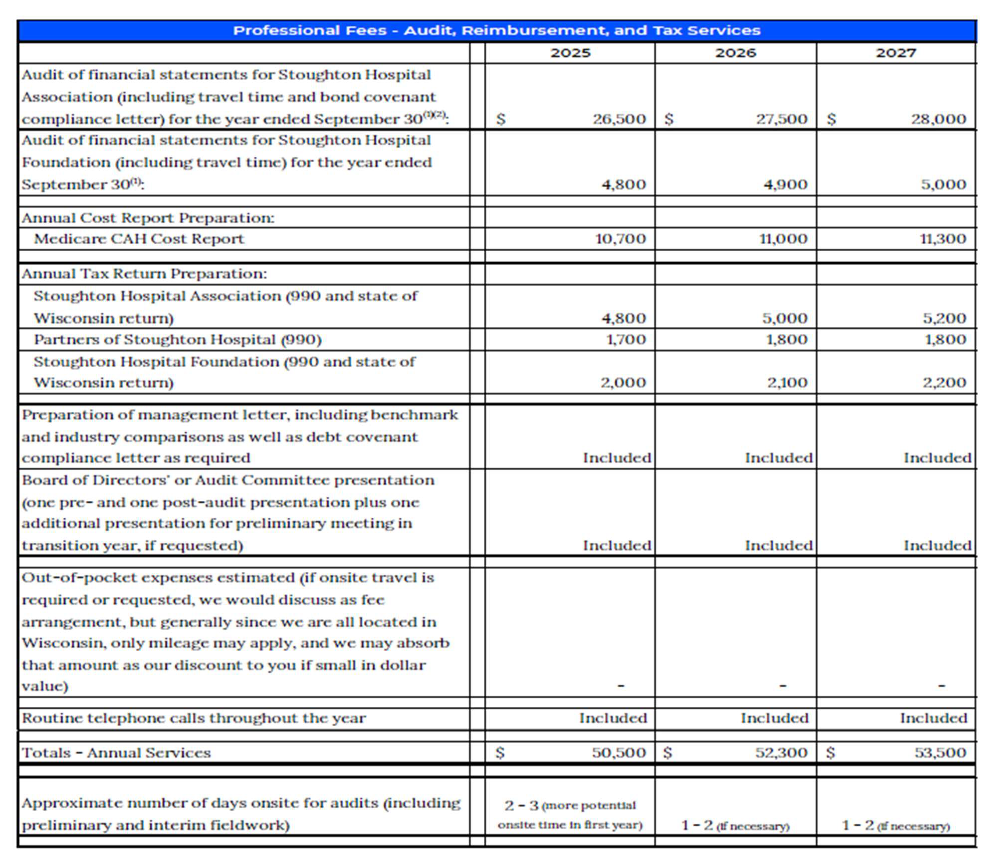 Professional Fees - Audit, Reimbursement, and Tax Services
2025 2026 2027
Audit of financial statements for Stoughton Hospital
Association (including travel time and bond covenant
compliance letter) for the year ended September 30(1)(2): $ 26,500 $ 27,500 $ 28,000
Audit of financial statements for Stoughton Hospital
Foundation (including travel time) for the year ended
September 30(1): 4,800 4,900 5,000
Annual Cost Report Preparation:
Medicare CAH Cost Report 10,700 11,000 11,300
Annual Tax Return Preparation:
Stoughton Hospital Association (990 and state of
Wisconsin return) 4,800 5,000 5,200
Partners of Stoughton Hospital (990) 1,700 1,800 1,800
Stoughton Hospital Foundation (990 and state of
Wisconsin return) 2,000 2,100 2,200
Preparation of management letter, including benchmark
and industry comparisons as well as debt covenant
compliance letter as required Included Included Included
Board of Directors' or Audit Committee presentation
(one pre- and one post-audit presentation plus one
additional presentation for preliminary meeting in
transition year, if requested) Included Included Included
Out-of-pocket expenses estimated (if onsite travel is
required or requested, we would discuss as fee
arrangement, but generally since we are all located in
Wisconsin, only mileage may apply, and we may absorb
that amount as our discount to you if small in dollar
value) - - -
Routine telephone calls throughout the year Included Included Included
Totals - Annual Services $ 50,500 $ 52,300 $ 53,500
Approximate number of days onsite for audits (including 2 - 3 (more potential
preliminary and interim fieldwork) onsite time in first year) 1 - 2 (if necessary) 1 - 2 (if necessary)